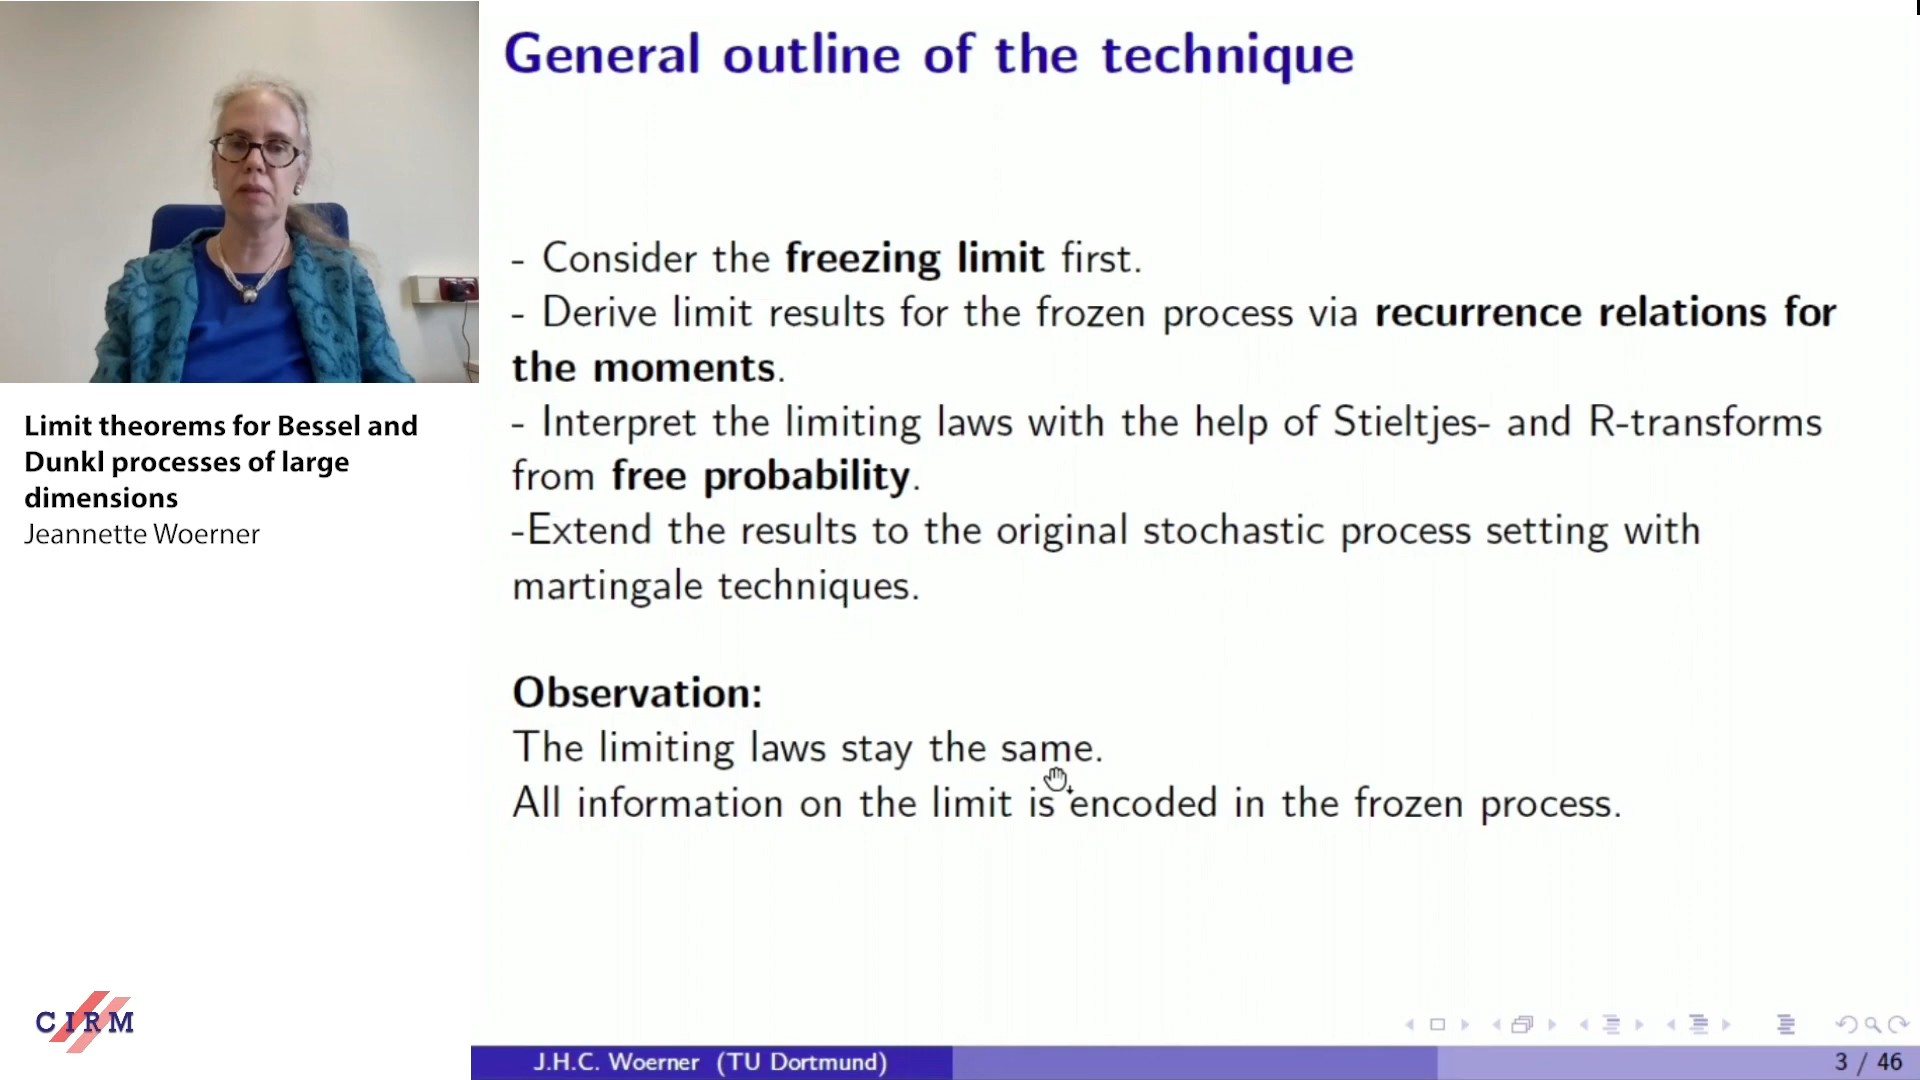 General outline of the technique
- Consider the freezing limit first.
- Derive limit results for the frozen process via recurrence relations for
the moments.
- Interpret the limiting laws with the help of Stieltjes- and R-transforms
from free probability.
-Extend the results to the original stochastic process setting with
martingale techniques.
Observation:
The limiting laws stay the same.
All information on the limit is encoded in the frozen process.
Limit theorems for Bessel and
Dunkl processes of large
dimensions
Jeannette Woerner
CIRM
J.H.C. Woerner (TU Dortmund)
3 / 46